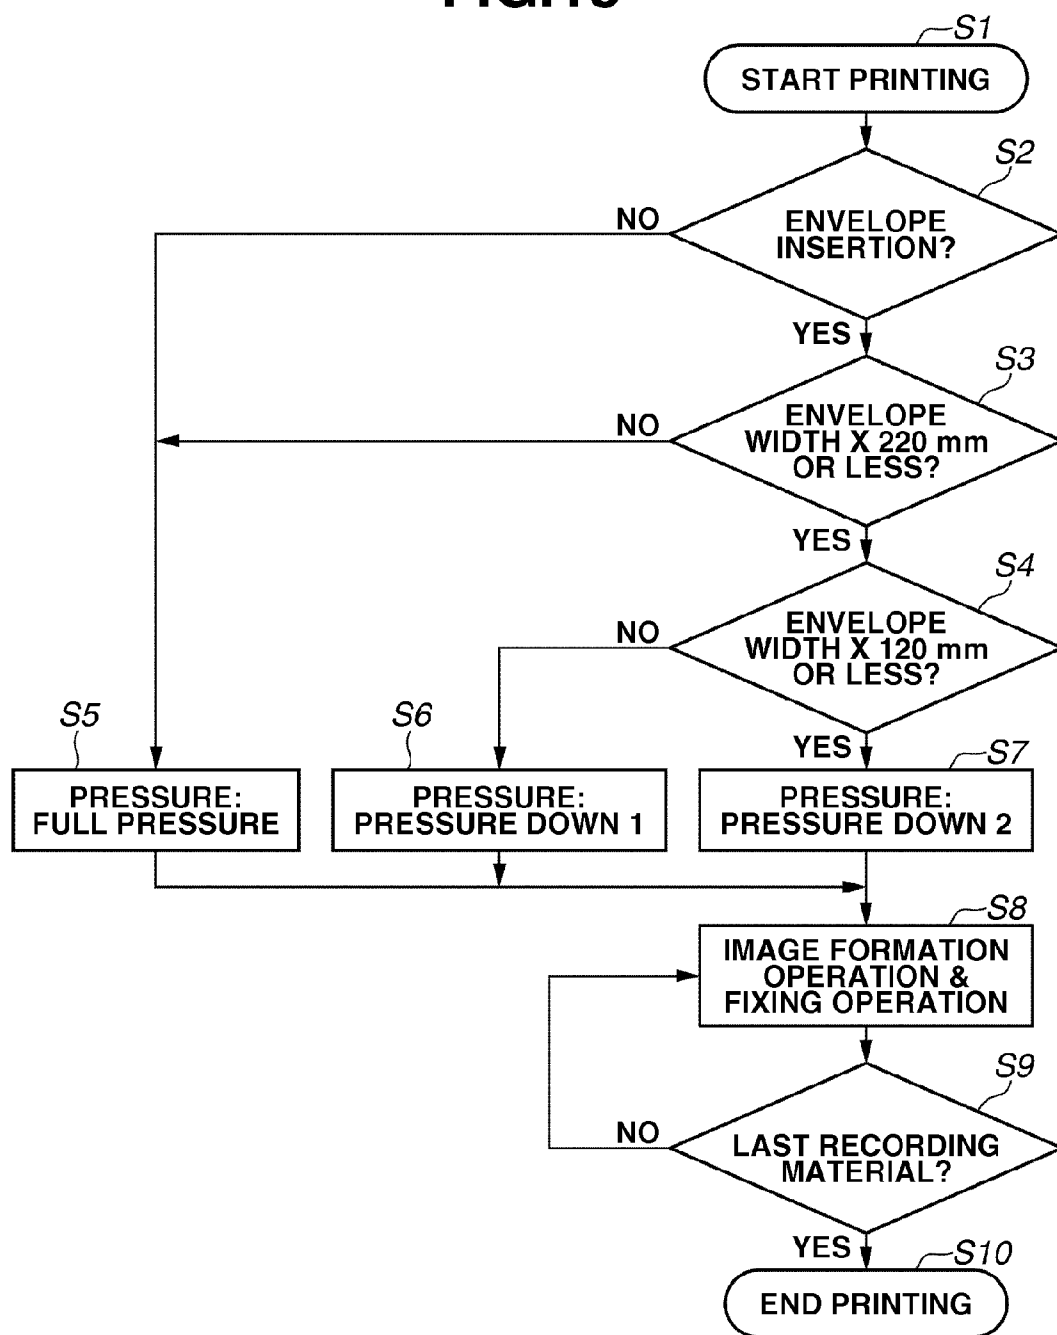 S1
START PRINTING
S2
NO
ENVELOPE
INSERTION?
YES
S3
NO
ENVELOPE
WIDTH X 220 mm
OR LESS?
YES
S4
NO
ENVELOPE
WIDTH X 120 mm
OR LESS?
YES
S5
PRESSURE:
FULL PRESSURE
S6
PRESSURE:
PRESSURE DOWN 1
S7
PRESSURE:
PRESSURE DOWN 2
S8
IMAGE FORMATION
OPERATION &
FIXING OPERATION
S9
NO
LAST RECORDING
MATERIAL?
YES
S10
END PRINTING